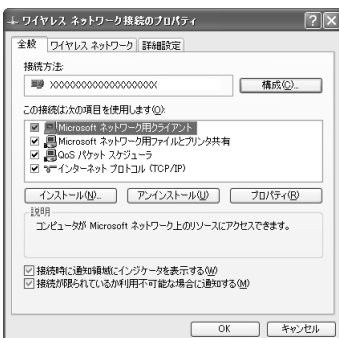 ワイヤレス ネットワーク接続のプロパティ
全般 ワイヤレス ネットワーク 詳細設定
接続方法:
XXXXXXXXXXXXXXXXXX
構成(C)...
この接続は次の項目を使用します(O):
Microsoft ネットワーク用クライアント
Microsoft ネットワーク用ファイルとプリンタ共有
QoS パケット スケジューラ
インターネット プロトコル (TCP/IP)
インストール(N)... アンインストール(U) プロパティ(R)
説明
コンピュータが Microsoft ネットワーク上のリソースにアクセスできます。
接続時に通知領域にインジケータを表示する(W)
接続が限られているか利用不可能な場合に通知する(M)
OK キャンセル